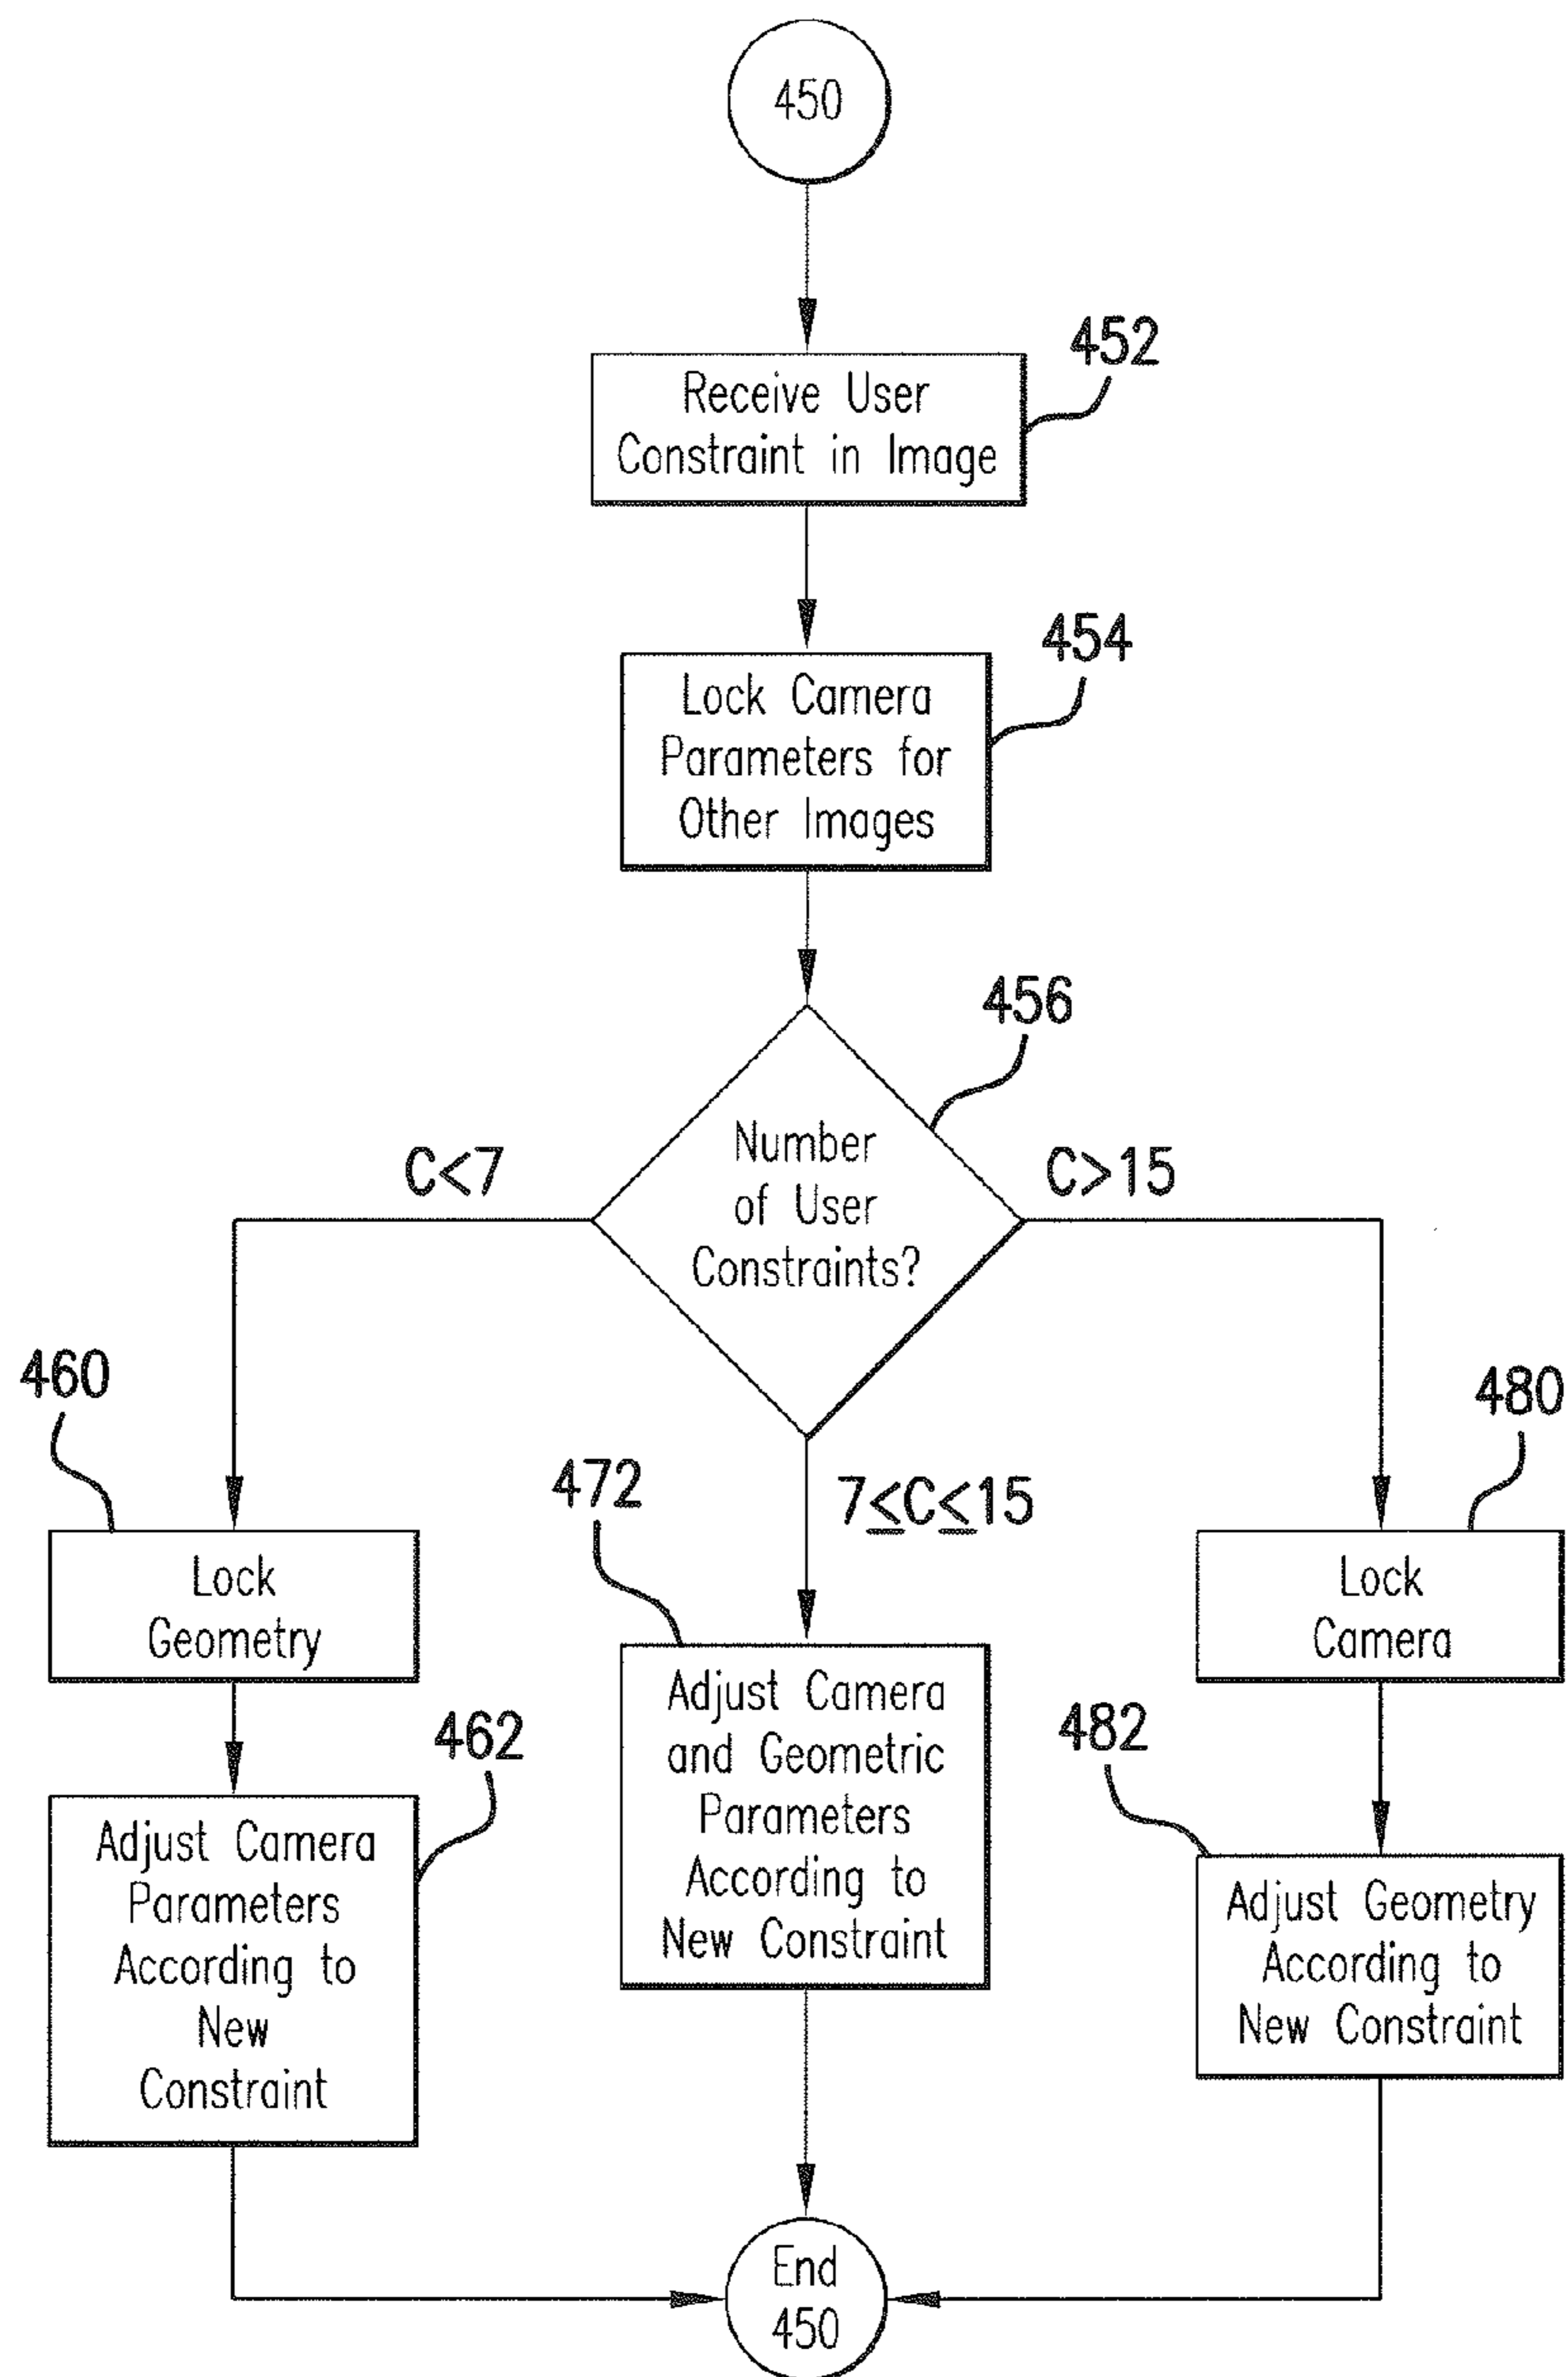 450
452
Receive User
Constraint in Image
454
Lock Camera
Parameters for
Other Images
456
Number
of User
Constraints?
C<7
C>15
7≤C≤15
460
Lock
Geometry
462
Adjust Camera
Parameters
According to
New
Constraint
472
Adjust Camera
and Geometric
Parameters
According to
New Constraint
480
Lock
Camera
482
Adjust Geometry
According to
New Constraint
End
450